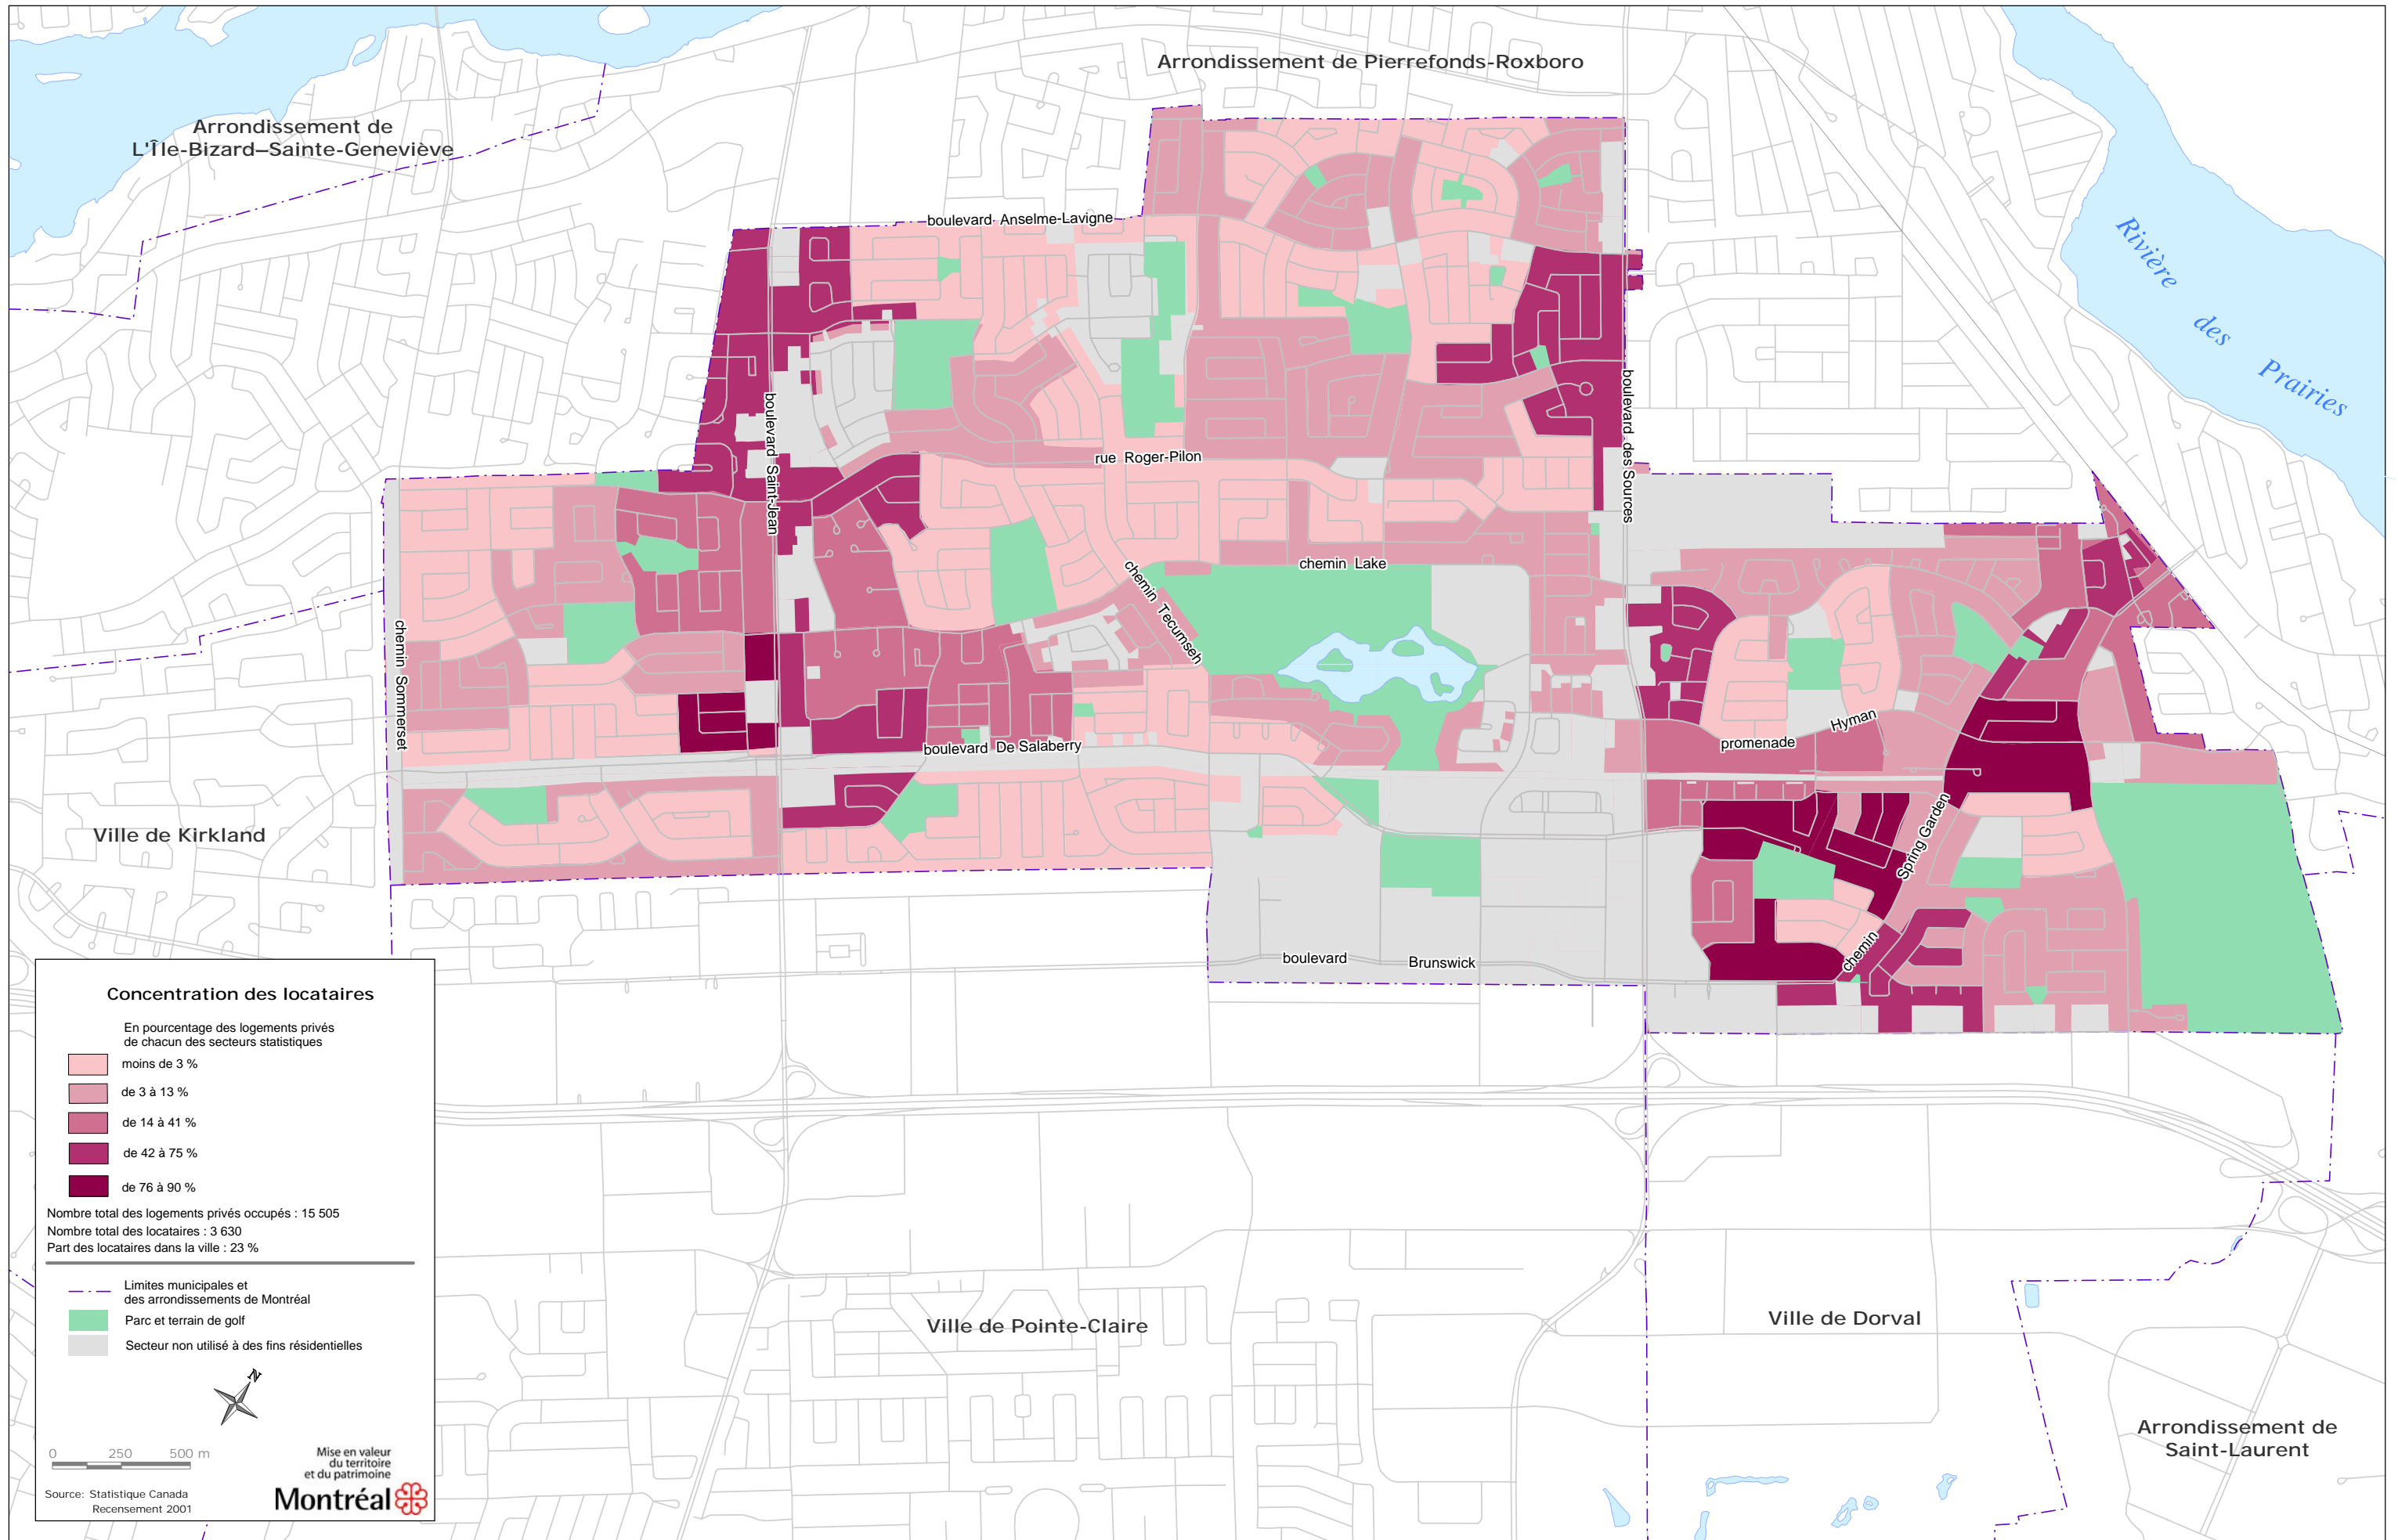 Arrondissement de Pierrefonds-Roxboro
Arrondissement de
L'Île-Bizard–Sainte-Geneviève
Rivière
des
Prairies
boulevard Anselme-Lavigne
boulevard Saint-Jean
boulevard des Sources
rue Roger-Pilon
chemin Lake
chemin Tecumseh
chemin Sommerset
boulevard De Salaberry
promenade Hyman
chemin Spring Garden
boulevard Brunswick
Ville de Kirkland
Ville de Pointe-Claire
Ville de Dorval
Arrondissement de
Saint-Laurent
Concentration des locataires
En pourcentage des logements privés
de chacun des secteurs statistiques
moins de 3 %
de 3 à 13 %
de 14 à 41 %
de 42 à 75 %
de 76 à 90 %
Nombre total des logements privés occupés : 15 505
Nombre total des locataires : 3 630
Part des locataires dans la ville : 23 %
Limites municipales et
des arrondissements de Montréal
Parc et terrain de golf
Secteur non utilisé à des fins résidentielles
N
0 250 500 m
Mise en valeur
du territoire
et du patrimoine
Montréal
Source: Statistique Canada
Recensement 2001